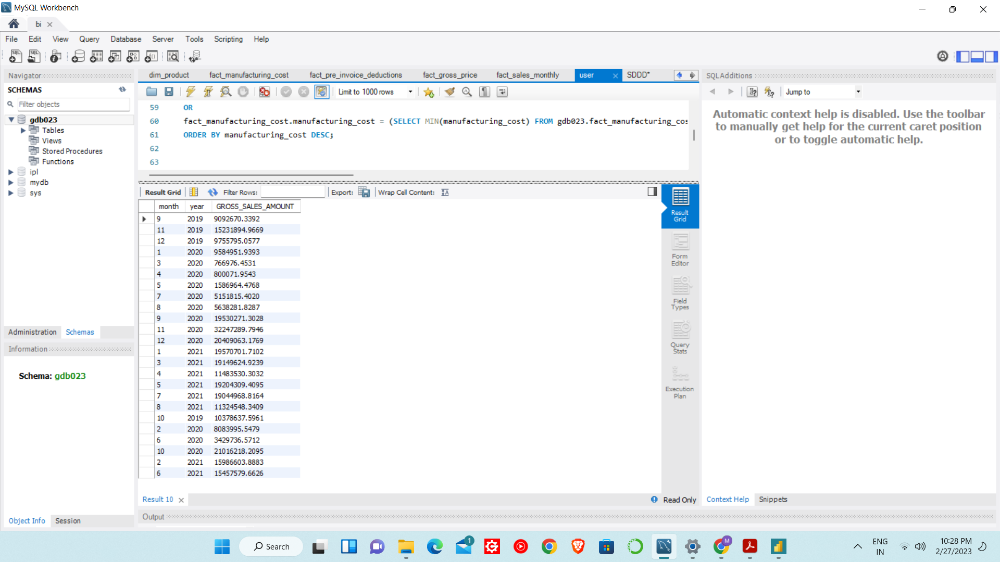 MySQL Workbench
bi
File Edit View Query Database Server Tools Scripting Help
Navigator
SCHEMAS
Filter objects
gdb023
Tables
Views
Stored Procedures
Functions
ipl
mydb
sys
Administration Schemas
Information
Schema: gdb023
Object Info Session
dim_product fact_manufacturing_cost fact_pre_invoice_deductions fact_gross_price fact_sales_monthly user SDDD*
Limit to 1000 rows
59 OR
60 fact_manufacturing_cost.manufacturing_cost = (SELECT MIN(manufacturing_cost) FROM gdb023.fact_manufacturing_cos
61 ORDER BY manufacturing_cost DESC;
62
63
Result Grid Filter Rows: Export: Wrap Cell Content:
month year GROSS_SALES_AMOUNT
9 2019 9092670.3392
11 2019 15231894.9669
12 2019 9755795.0577
1 2020 9584951.9393
3 2020 766976.4531
4 2020 800071.9543
5 2020 1586964.4768
7 2020 5151815.4020
8 2020 5638281.8287
9 2020 19530271.3028
11 2020 32247289.7946
12 2020 20409063.1769
1 2021 19570701.7102
3 2021 19149624.9239
4 2021 11483530.3032
5 2021 19204309.4095
7 2021 19044968.8164
8 2021 11324548.3409
10 2019 10378637.5961
2 2020 8083995.5479
6 2020 3429736.5712
10 2020 21016218.2095
2 2021 15986603.8883
6 2021 15457579.6626
Result
Grid
Form
Editor
Field
Types
Query
Stats
Execution
Plan
Result 10
Read Only
Output
SQLAdditions
Jump to
Automatic context help is disabled. Use the toolbar
to manually get help for the current caret position
or to toggle automatic help.
Context Help Snippets
Search
1
M
ENG
IN
10:28 PM
2/27/2023